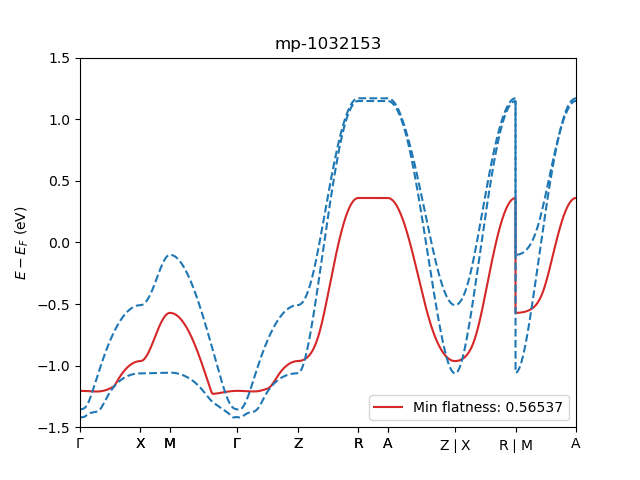 mp-1032153
E − E_F (eV)
1.5
1.0
0.5
0.0
−0.5
−1.0
−1.5
Min flatness: 0.56537
Γ X M Γ Z R A Z | X R | M A